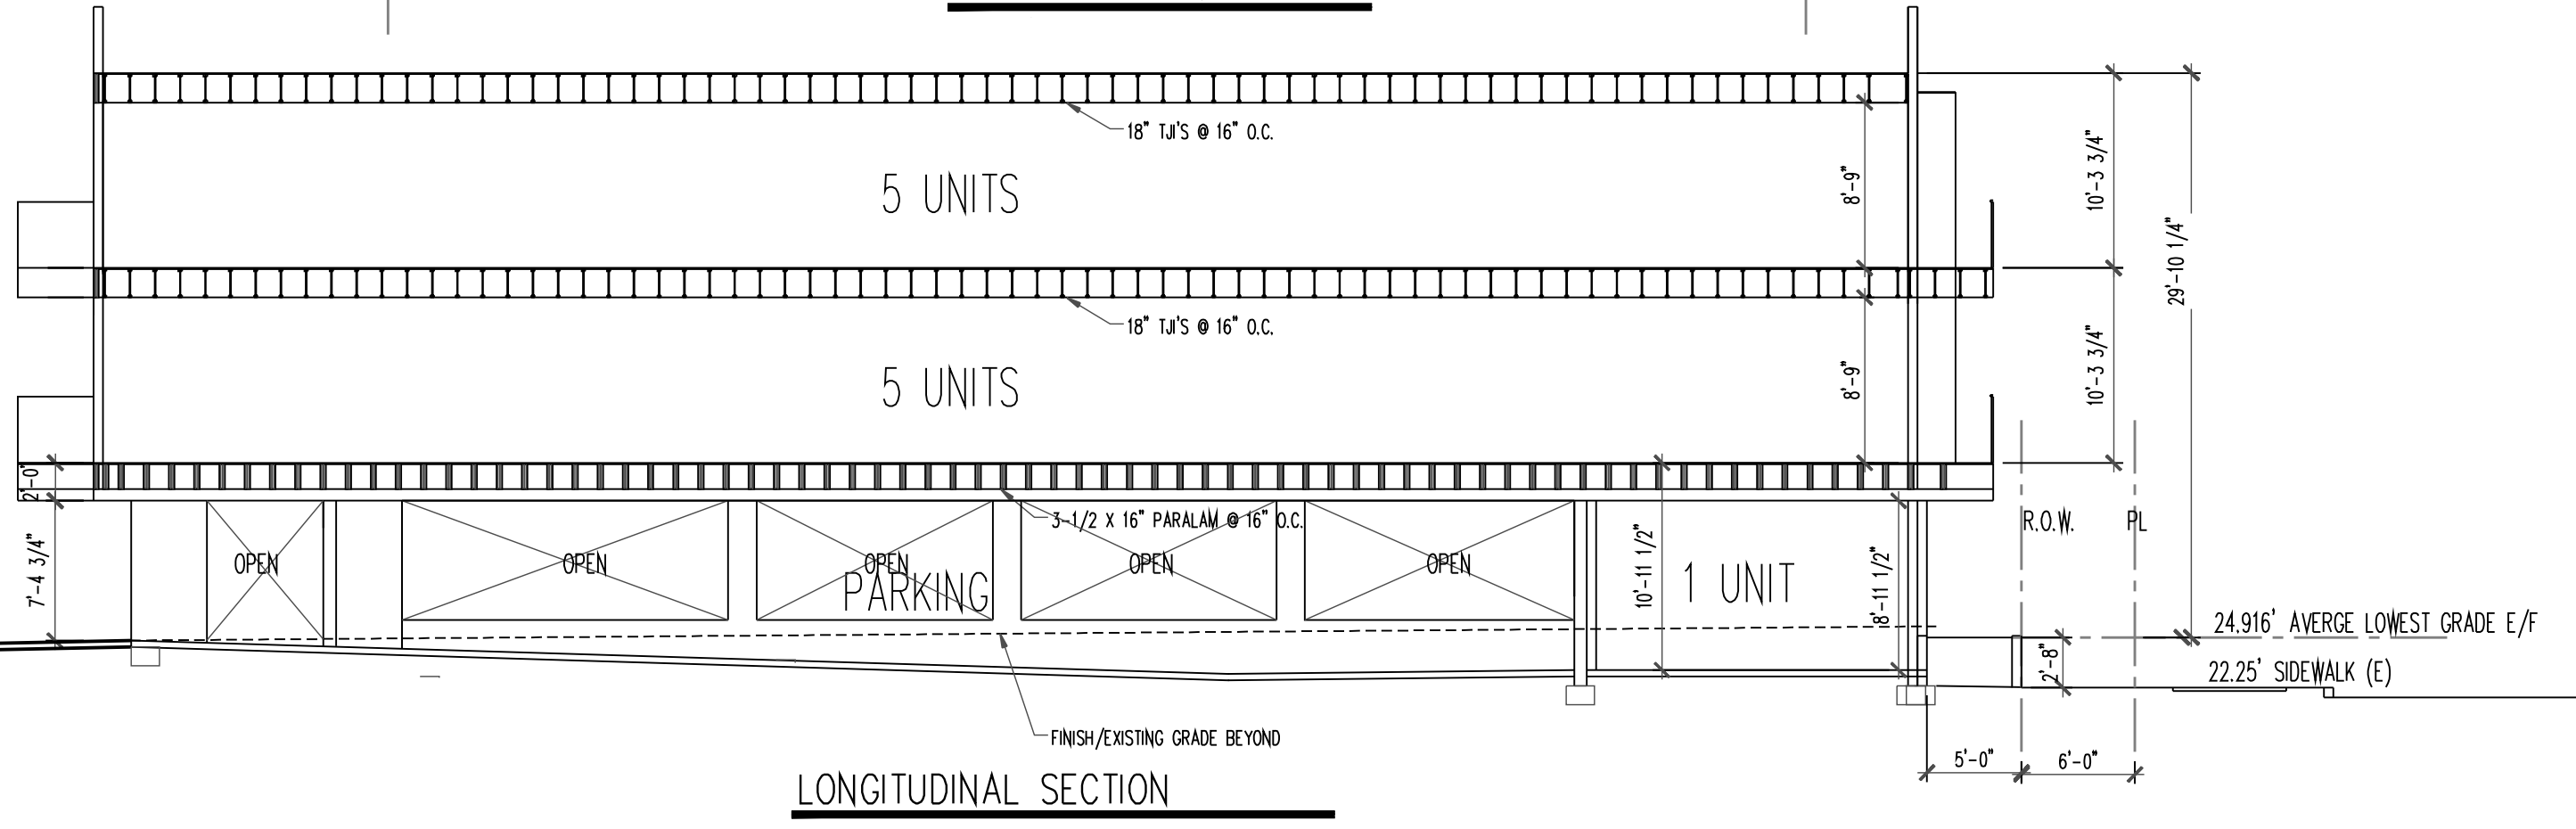 18" TJI'S @ 16" O.C.
5 UNITS
8'-9"
10'-3 3/4"
29'-10 1/4"
18" TJI'S @ 16" O.C.
5 UNITS
8'-9"
10'-3 3/4"
2'-0"
3-1/2 X 16" PARALAM @ 16" O.C.
R.O.W.
PL
7'-4 3/4"
OPEN
OPEN
OPEN
OPEN
OPEN
PARKING
10'-11 1/2"
1 UNIT
8'-11 1/2"
24.916' AVERGE LOWEST GRADE E/F
2'-8"
22.25' SIDEWALK (E)
FINISH/EXISTING GRADE BEYOND
5'-0"
6'-0"
LONGITUDINAL SECTION